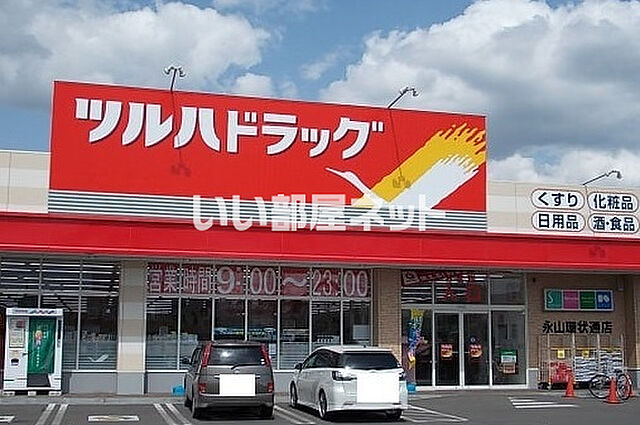 ツルハドラッグ
くすり 化粧品
日用品 酒・食品
いい部屋ネット
営業時間 9:00～23:00
永山環状通店